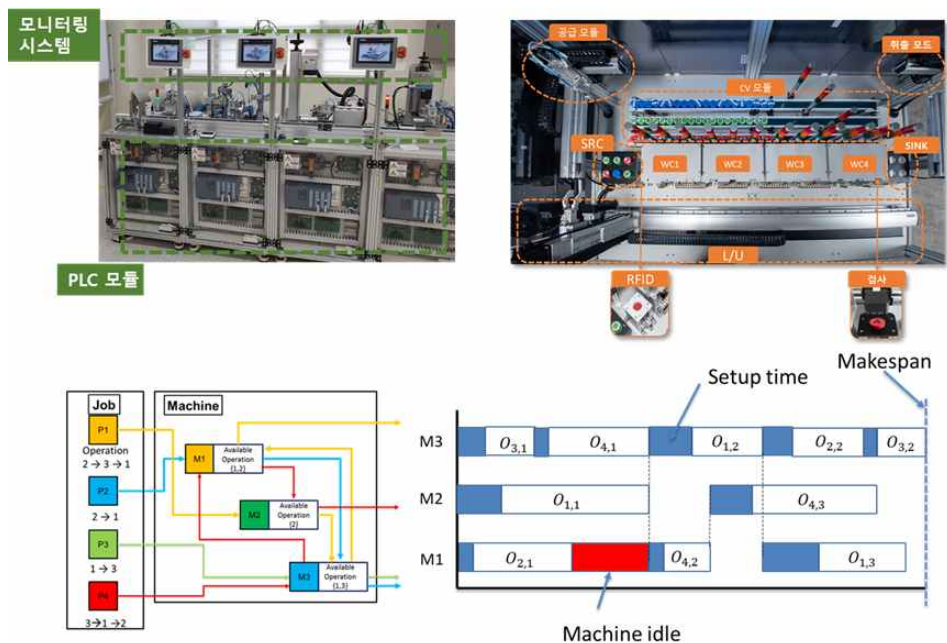 모니터링
시스템
PLC 모듈
공급 모듈
취출 모드
CV 모듈
SRC
WC1
WC2
WC3
WC4
SINK
L/U
RFID
검사
Job
Machine
P1
Operation
2 → 3 → 1
P2
2 → 1
P3
1 → 3
P4
3→1 →2
M1
Available
Operation
{1,2}
M2
Available
Operation
{2}
M3
Available
Operation
{1,3}
Setup time
Makespan
M3
O3,1
O4,1
O1,2
O2,2
O3,2
M2
O1,1
O4,3
M1
O2,1
O4,2
O1,3
Machine idle